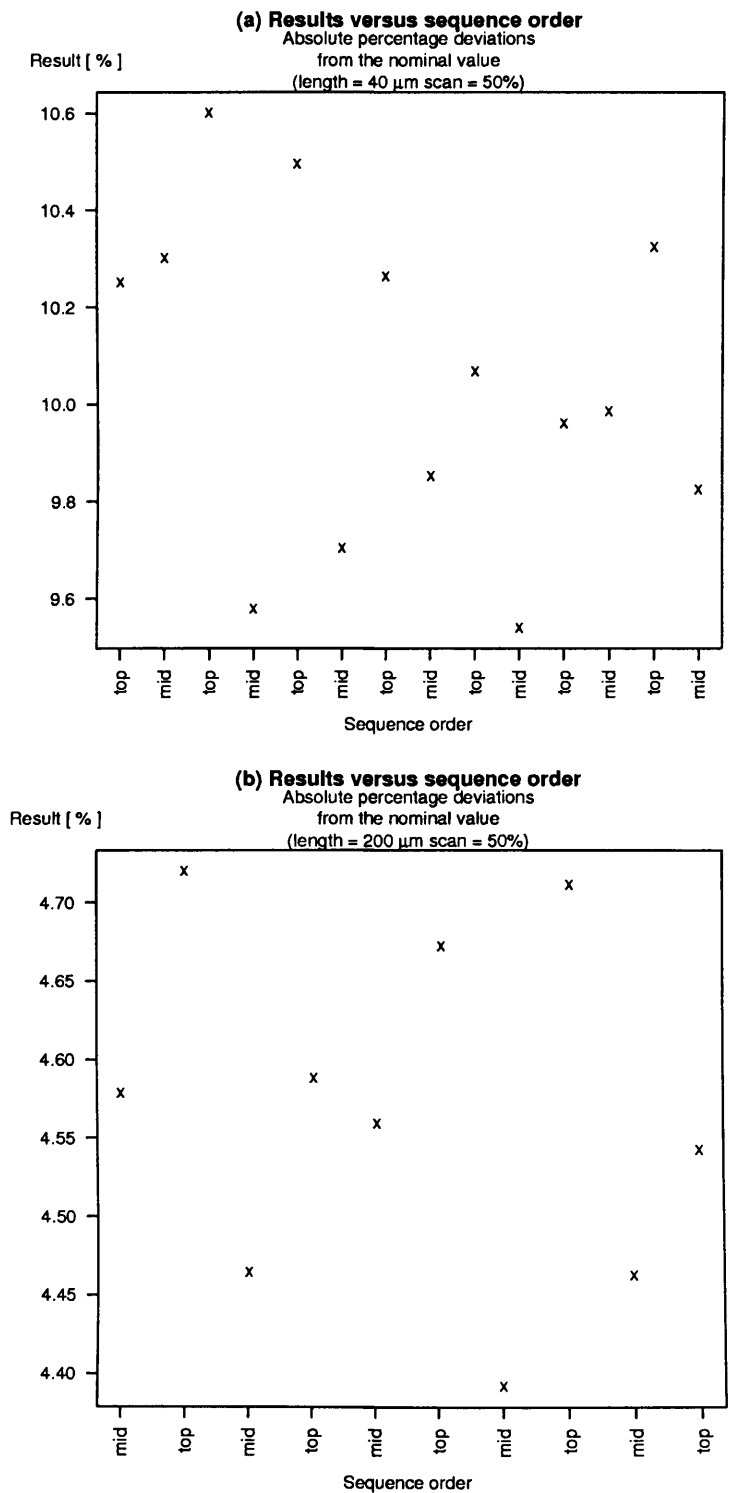 (a) Results versus sequence order
Absolute percentage deviations
from the nominal value
(length = 40 μm scan = 50%)
Result [ % ]
10.6
10.4
10.2
10.0
9.8
9.6
top mid top mid top mid top mid top mid top mid top mid
Sequence order
(b) Results versus sequence order
Absolute percentage deviations
from the nominal value
(length = 200 μm scan = 50%)
Result [ % ]
4.70
4.65
4.60
4.55
4.50
4.45
4.40
mid top mid top mid top mid top mid top
Sequence order